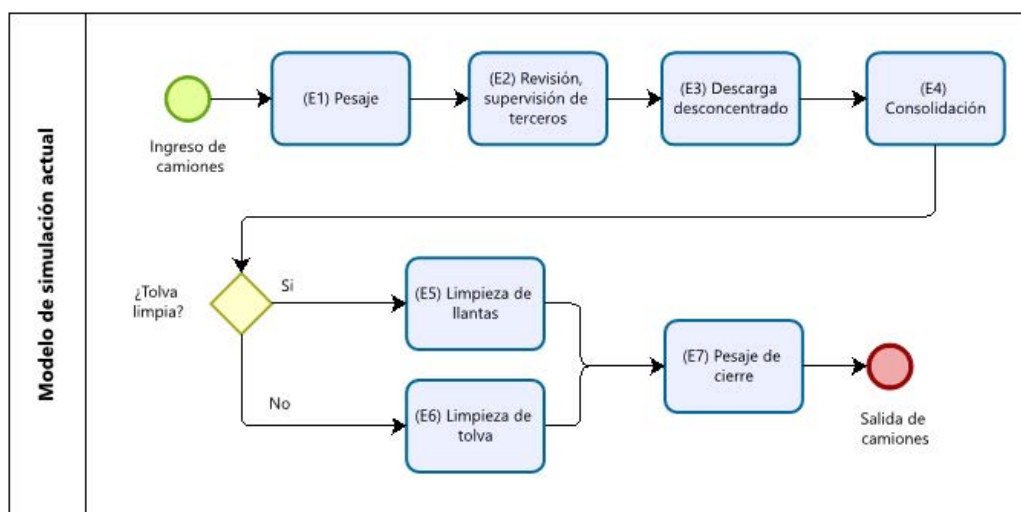 Modelo de simulación actual
Ingreso de
camiones
(E1) Pesaje
(E2) Revisión,
supervisión de
terceros
(E3) Descarga
desconcentrado
(E4)
Consolidación
¿Tolva
limpia?
Si
(E5) Limpieza de
llantas
No
(E6) Limpieza de
tolva
(E7) Pesaje de
cierre
Salida de
camiones